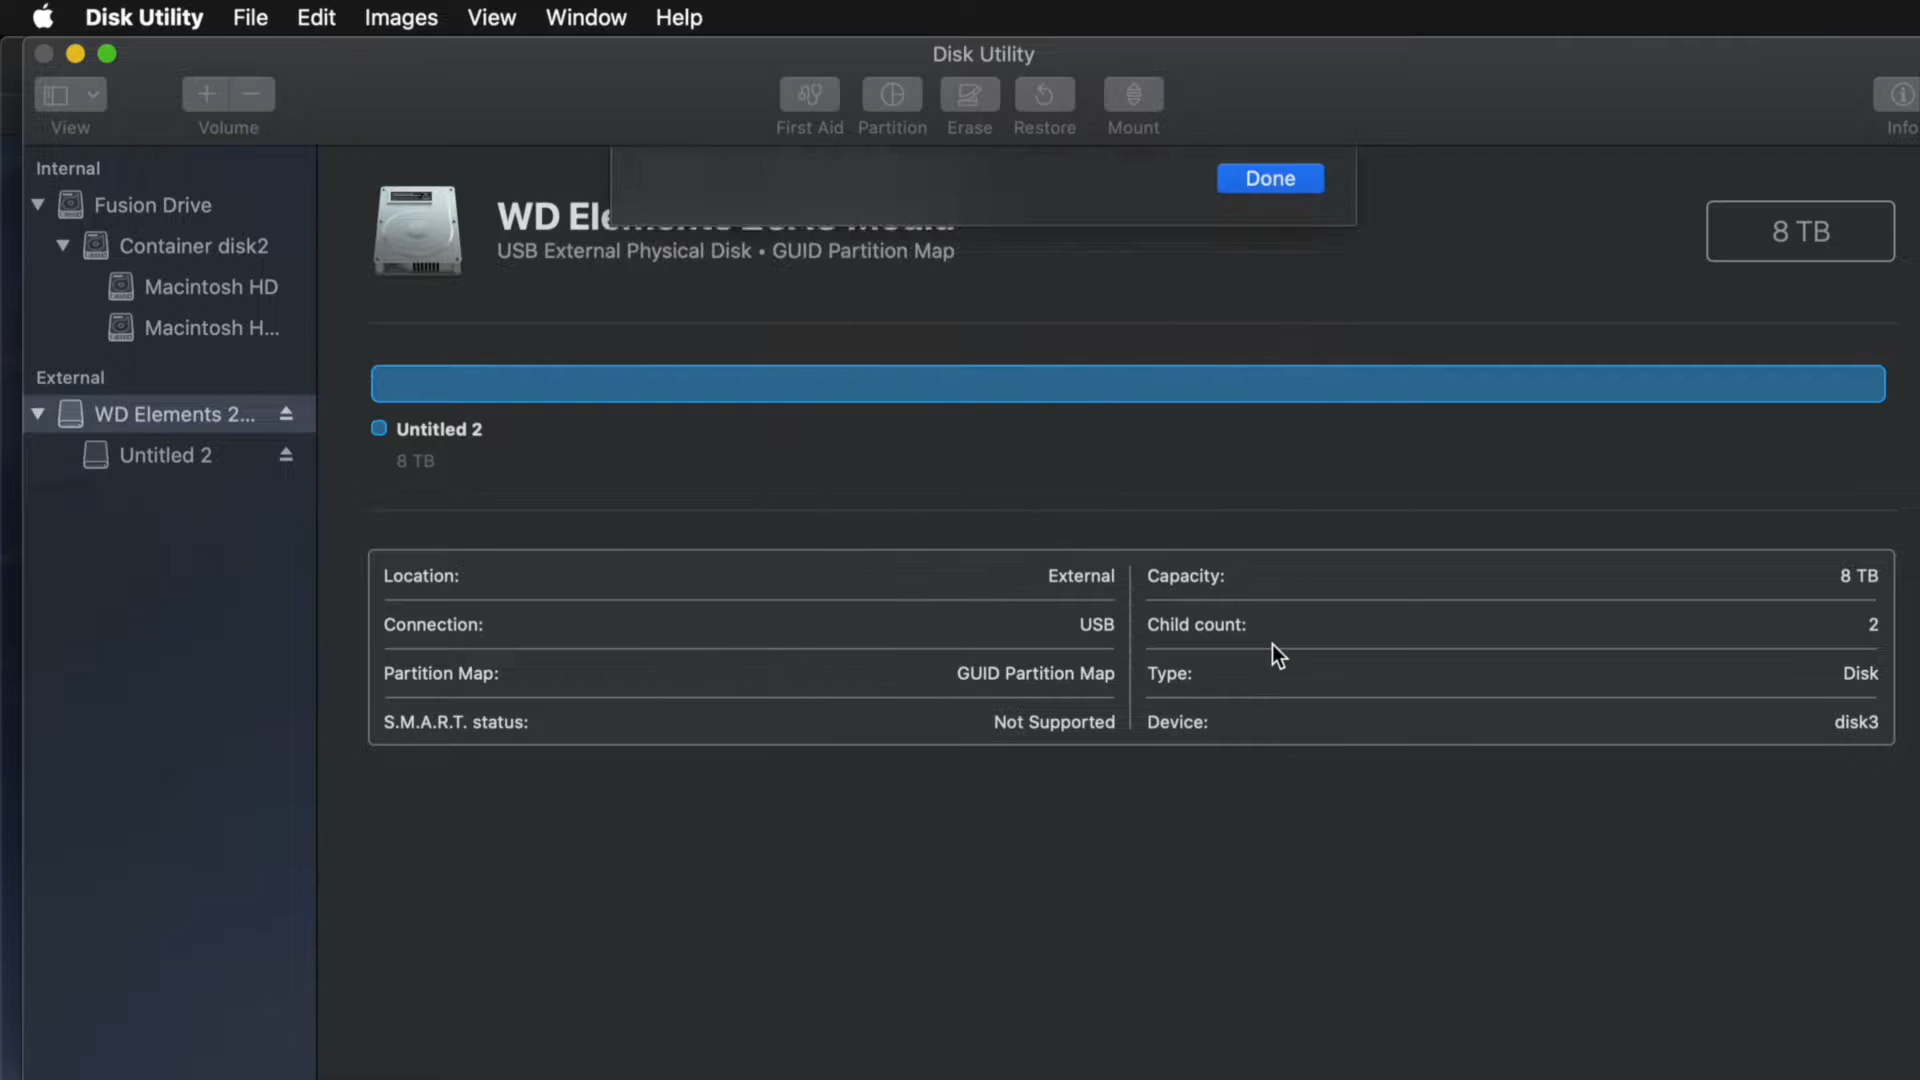 Disk Utility File Edit Images View Window Help
Disk Utility
View Volume First Aid Partition Erase Restore Mount Info
Internal
Fusion Drive
Container disk2
Macintosh HD
Macintosh H...
External
WD Elements 2...
Untitled 2
Done
WD Ele
USB External Physical Disk • GUID Partition Map
8 TB
Untitled 2
8 TB
Location: External
Connection: USB
Partition Map: GUID Partition Map
S.M.A.R.T. status: Not Supported
Capacity: 8 TB
Child count: 2
Type: Disk
Device: disk3